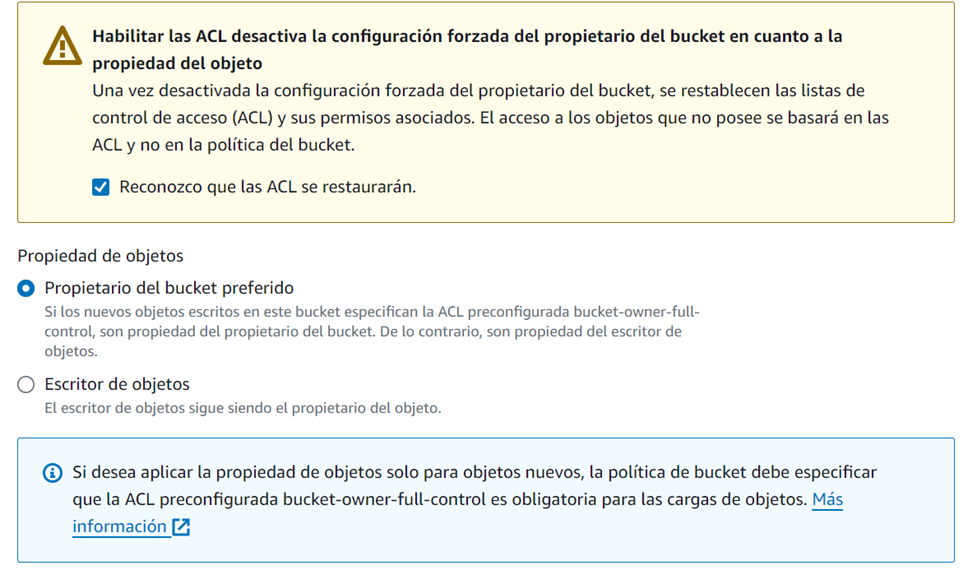 Habilitar las ACL desactiva la configuración forzada del propietario del bucket en cuanto a la
propiedad del objeto
Una vez desactivada la configuración forzada del propietario del bucket, se restablecen las listas de
control de acceso (ACL) y sus permisos asociados. El acceso a los objetos que no posee se basará en las
ACL y no en la política del bucket.
Reconozco que las ACL se restaurarán.
Propiedad de objetos
Propietario del bucket preferido
Si los nuevos objetos escritos en este bucket especifican la ACL preconfigurada bucket-owner-full-
control, son propiedad del propietario del bucket. De lo contrario, son propiedad del escritor de
objetos.
Escritor de objetos
El escritor de objetos sigue siendo el propietario del objeto.
Si desea aplicar la propiedad de objetos solo para objetos nuevos, la política de bucket debe especificar
que la ACL preconfigurada bucket-owner-full-control es obligatoria para las cargas de objetos. Más
información